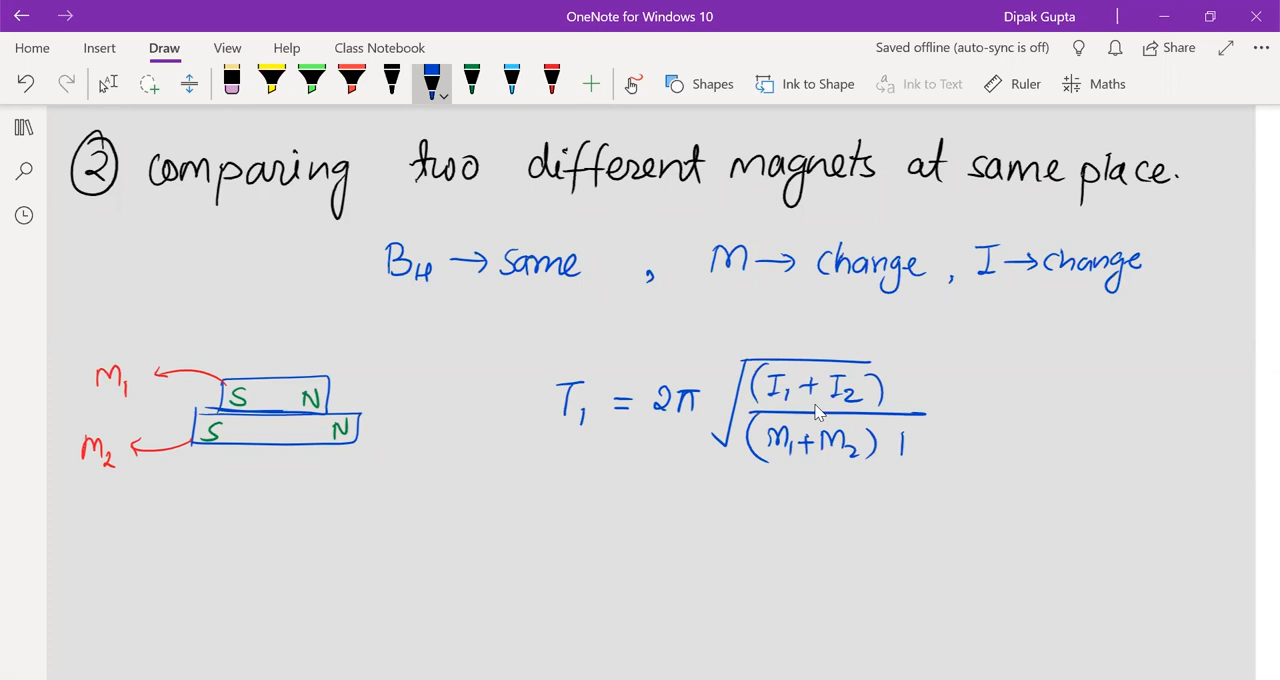 OneNote for Windows 10
Dipak Gupta
Home Insert Draw View Help Class Notebook
Saved offline (auto-sync is off)
Share
Shapes
Ink to Shape
Ink to Text
Ruler
Maths
② comparing two different magnets at same place.
B_H → same , M → change, I → change
M₁
S N
S N
M₂
T₁ = 2π √((I₁ + I₂) / (M₁+M₂) I